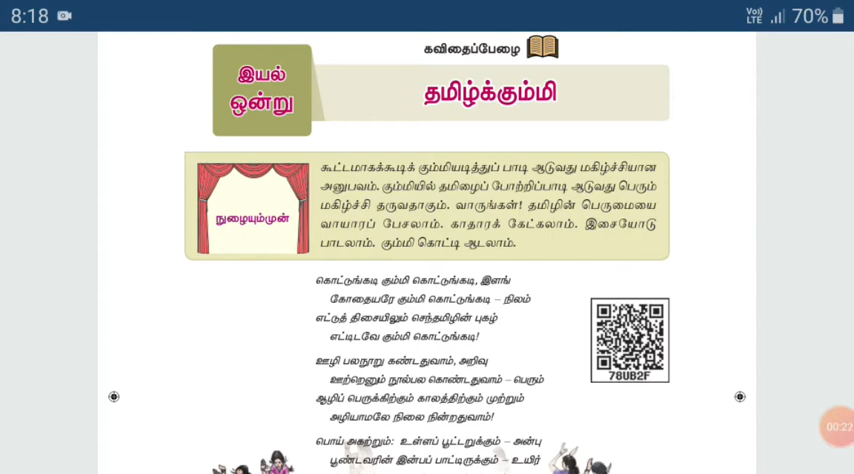 8:18
Vo))
LTE
70%
கவிதைப்பேழை
இயல்
ஒன்று
தமிழ்க்கும்மி
நுழையும்முன்
கூட்டமாகக்கூடிக் கும்மியடித்துப் பாடி ஆடுவது மகிழ்ச்சியான
அனுபவம். கும்மியில் தமிழைப் போற்றிப்பாடி ஆடுவது பெரும்
மகிழ்ச்சி தருவதாகும். வாருங்கள்! தமிழின் பெருமையை
வாயாரப் பேசலாம். காதாரக் கேட்கலாம். இசையோடு
பாடலாம். கும்மி கொட்டி ஆடலாம்.
கொட்டுங்கடி கும்மி கொட்டுங்கடி, இளங்
கோதையரே கும்மி கொட்டுங்கடி – நிலம்
எட்டுத் திசையிலும் செந்தமிழின் புகழ்
எட்டிடவே கும்மி கொட்டுங்கடி!
ஊழி பலநூறு கண்டதுவாம், அறிவு
ஊற்றெனும் நூல்பல கொண்டதுவாம் – பெரும்
ஆழிப் பெருக்கிற்கும் காலத்திற்கும் முற்றும்
அழியாமலே நிலை நின்றதுவாம்!
பொய் அகற்றும்: உள்ளப் பூட்டறுக்கும் – அன்பு
பூண்டவரின் இன்பப் பாட்டிருக்கும் – உயிர்
78UB2F
00:22